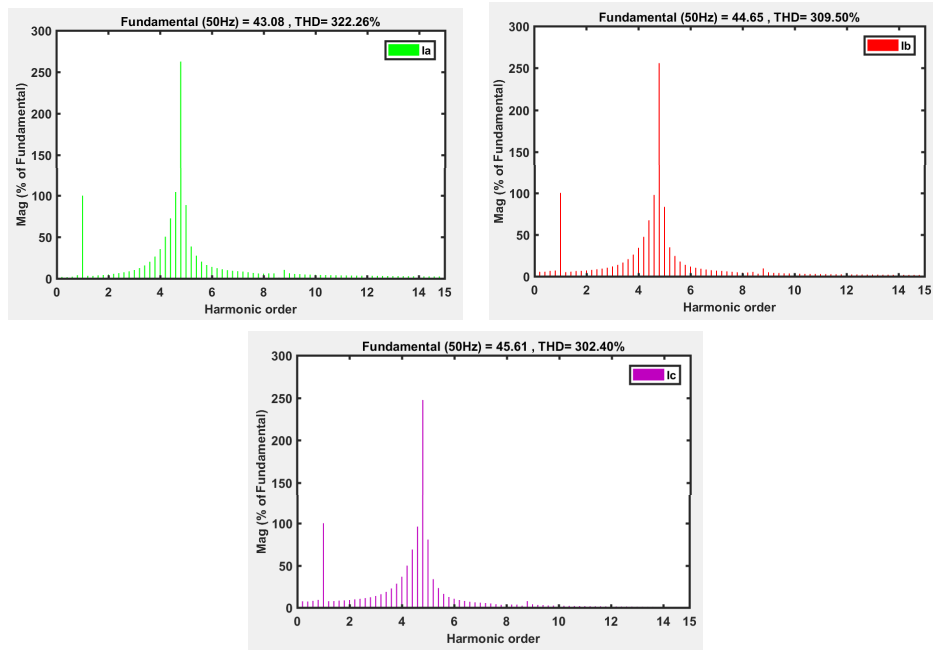 Fundamental (50Hz) = 43.08 , THD= 322.26%
300
250
200
150
100
50
0
Mag (% of Fundamental)
Ia
0 2 4 6 8 10 12 14 15
Harmonic order
Fundamental (50Hz) = 44.65 , THD= 309.50%
300
250
200
150
100
50
0
Mag (% of Fundamental)
Ib
0 2 4 6 8 10 12 14 15
Harmonic order
Fundamental (50Hz) = 45.61 , THD= 302.40%
300
250
200
150
100
50
0
Mag (% of Fundamental)
Ic
0 2 4 6 8 10 12 14 15
Harmonic order